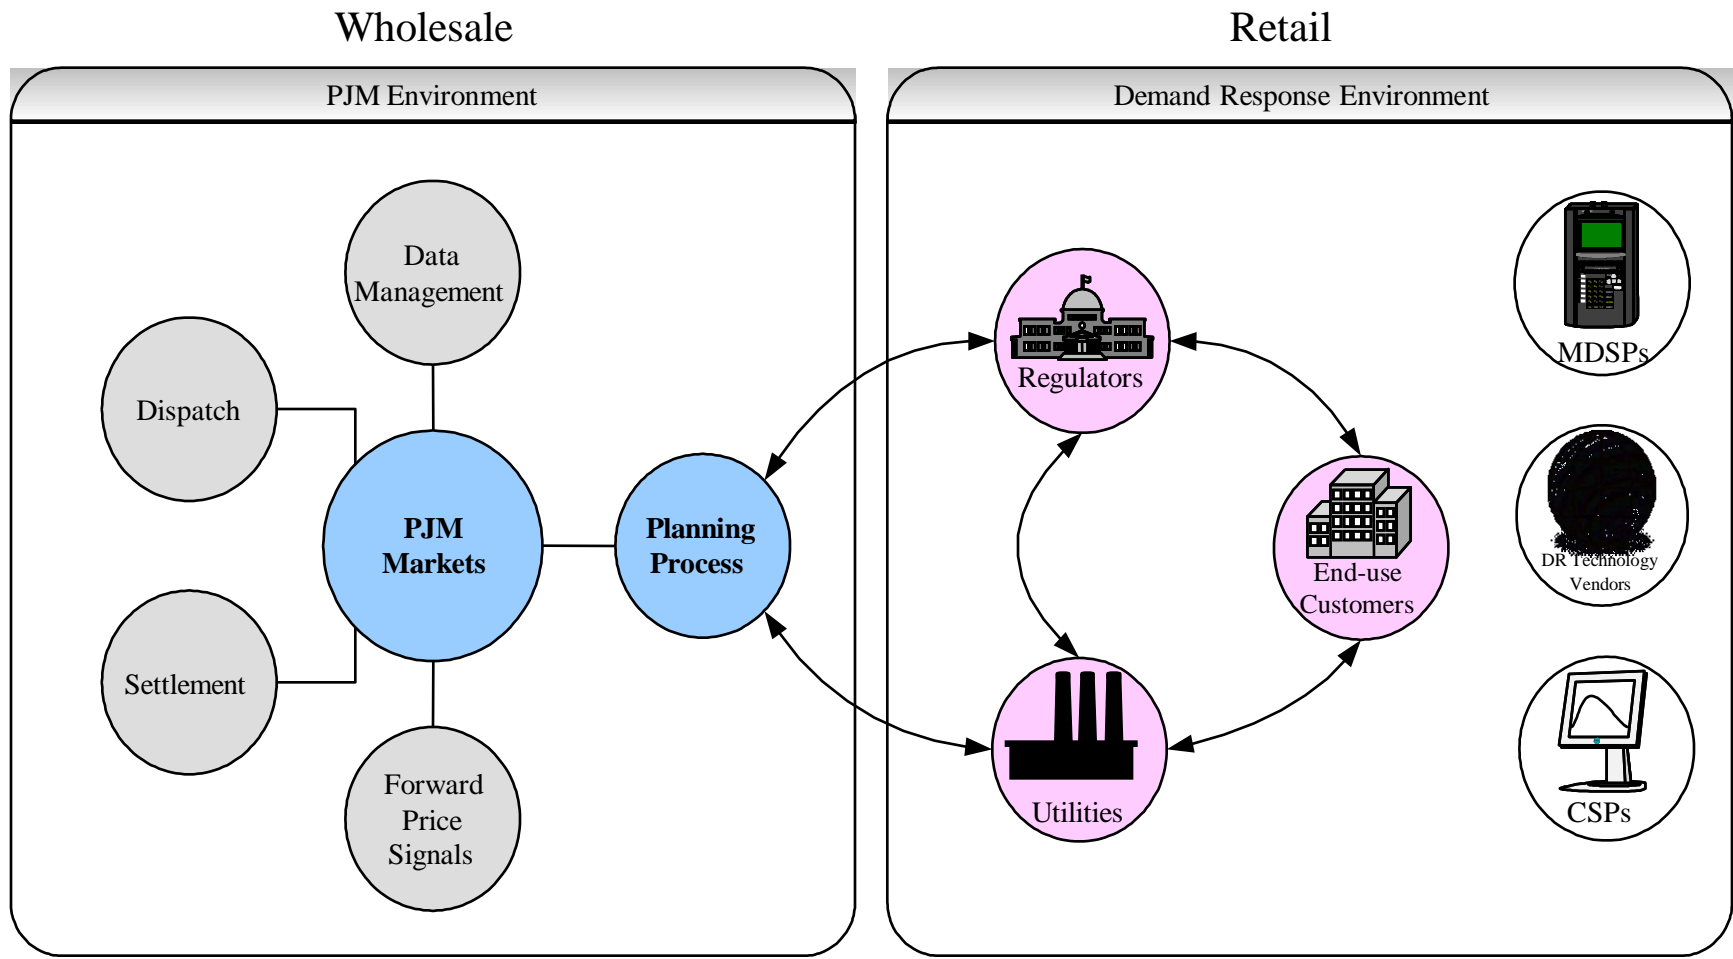 Wholesale
Retail
PJM Environment
Demand Response Environment
Data
Management
Dispatch
PJM
Markets
Planning
Process
Settlement
Forward
Price
Signals
Regulators
End-use
Customers
Utilities
MDSPs
DR Technology
Vendors
CSPs